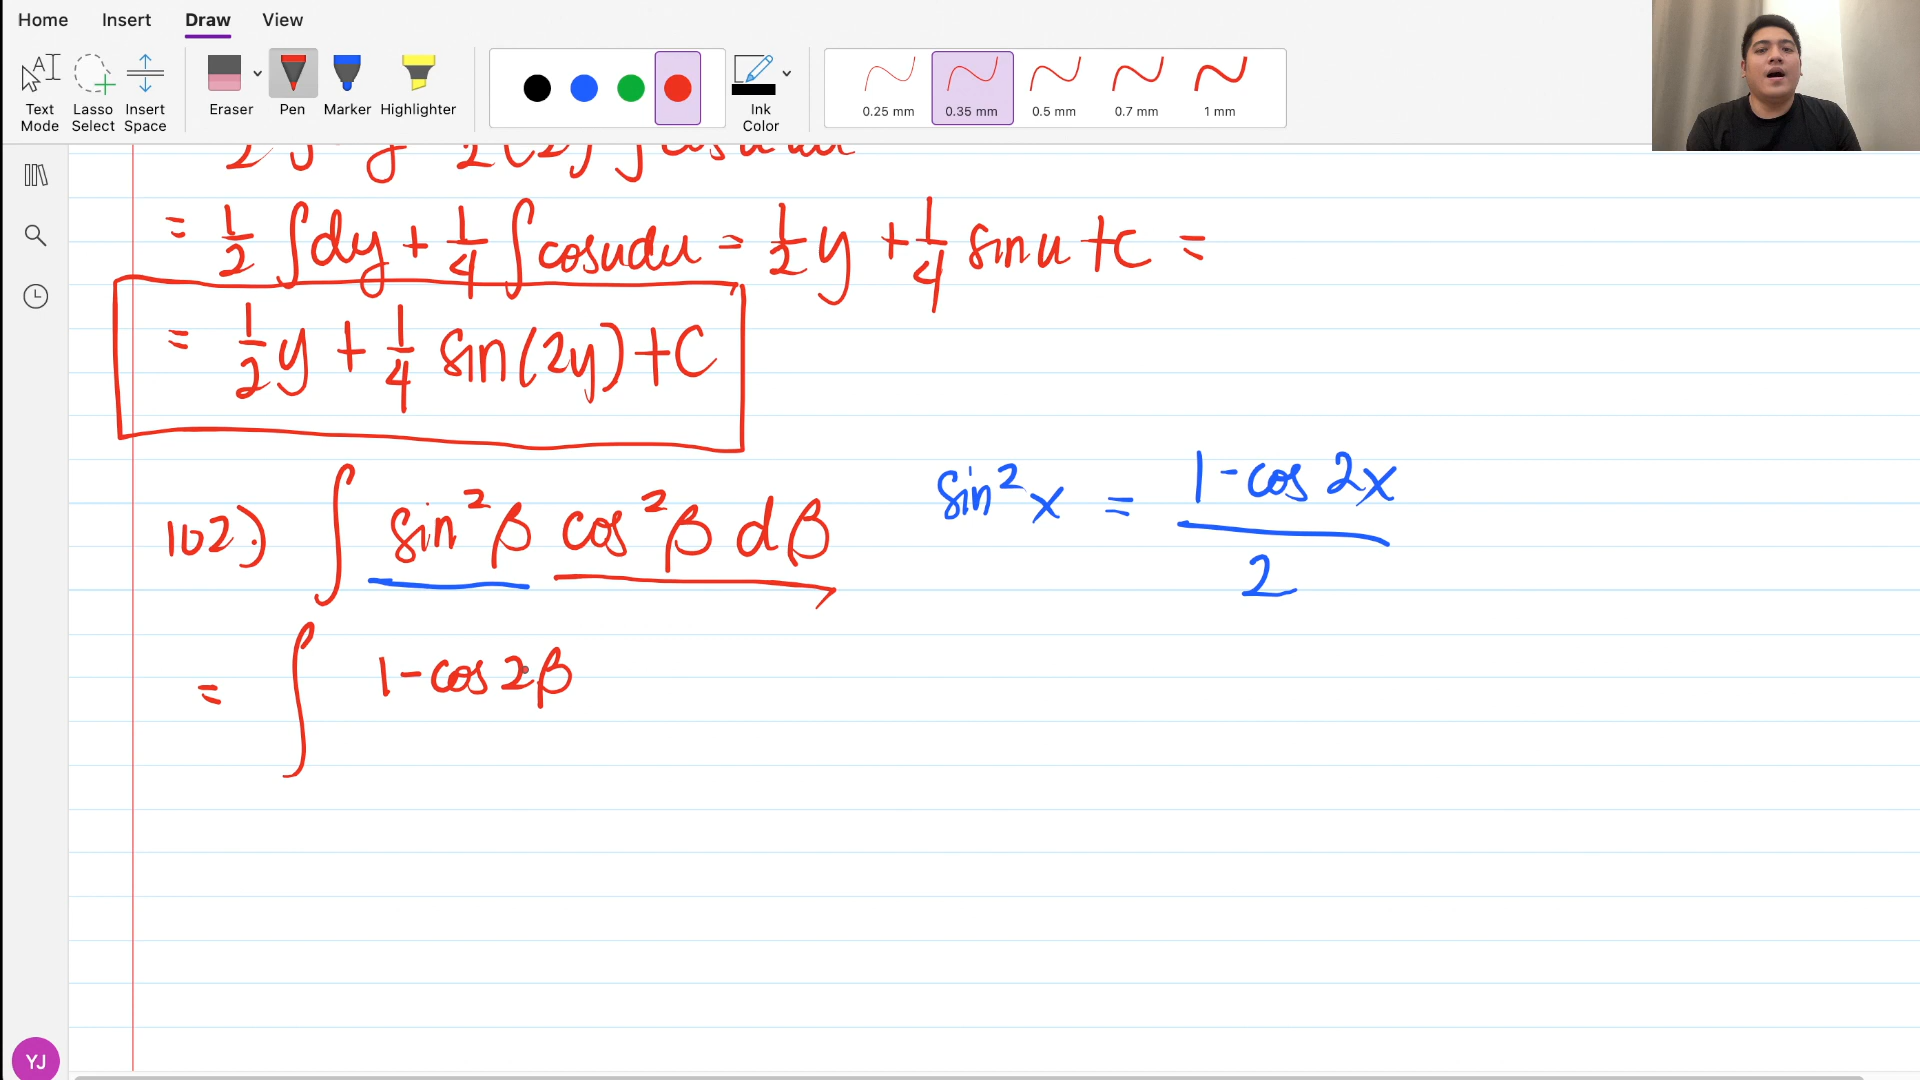 Home Insert Draw View
Text Mode Lasso Select Insert Space Eraser Pen Marker Highlighter Ink Color 0.25 mm 0.35 mm 0.5 mm 0.7 mm 1 mm
= 1/2 ∫dy + 1/4 ∫cosudu = 1/2 y + 1/4 sin u + c =
= 1/2 y + 1/4 sin(2y) + C
102.) ∫ sin²β cos²β dβ
sin²x = (1-cos 2x)/2
= ∫ 1-cos 2β
YJ